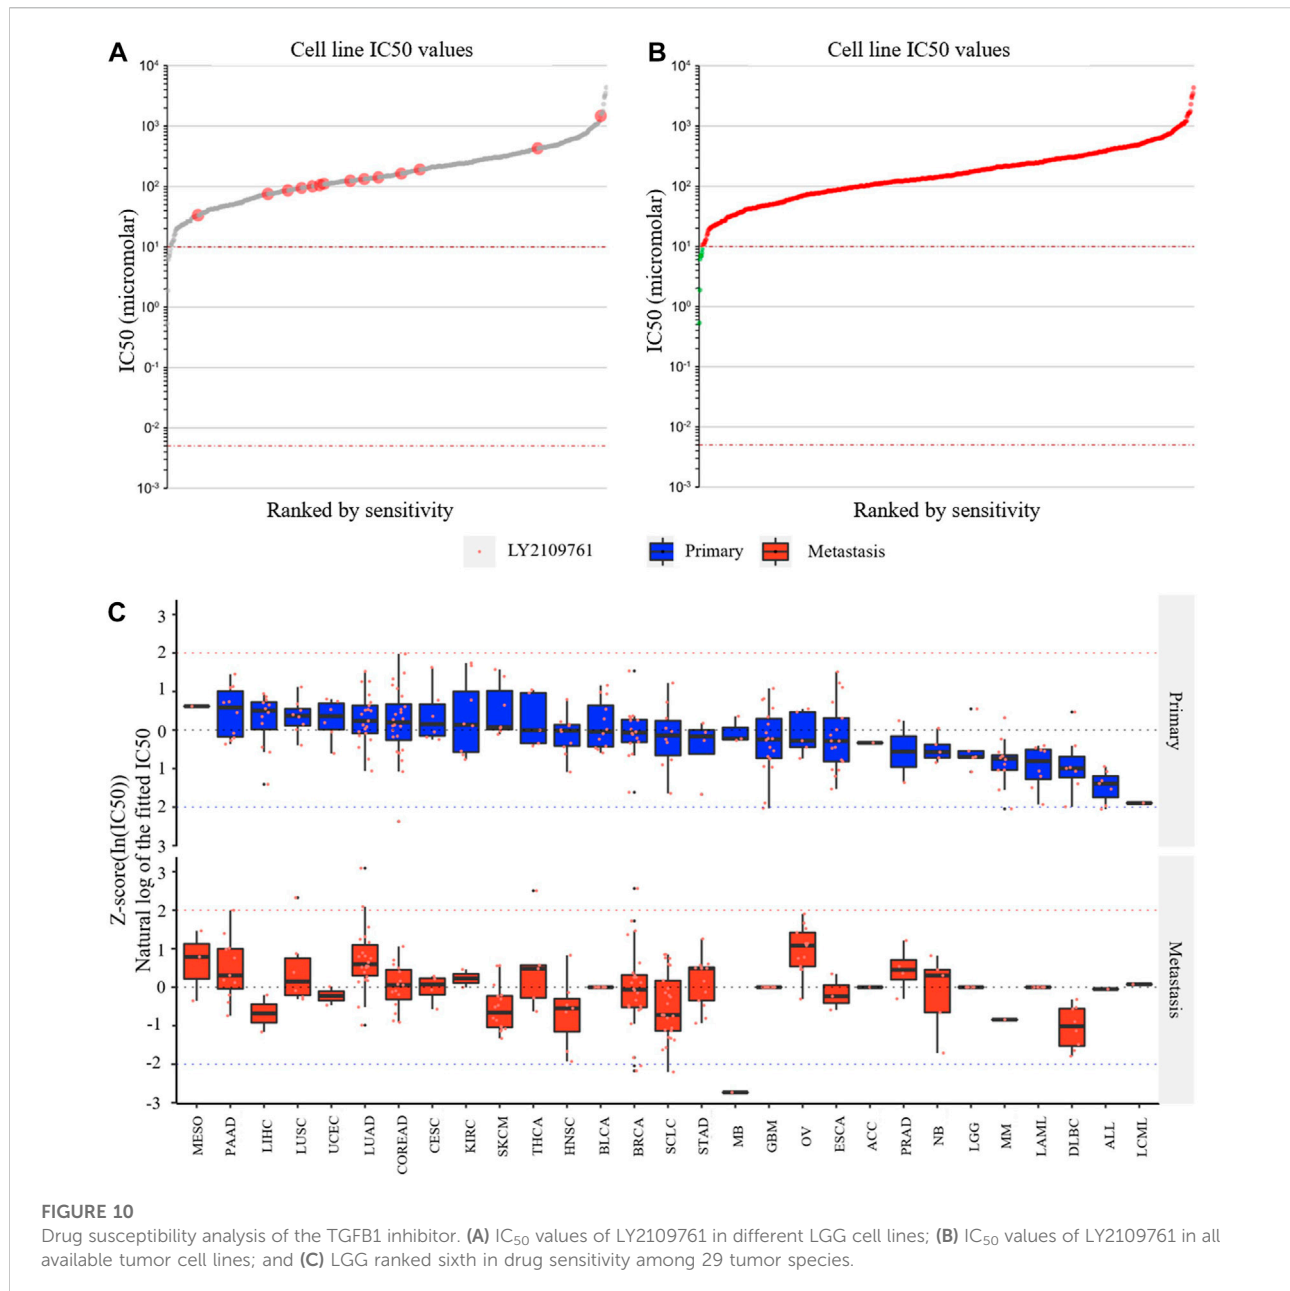 A
Cell line IC50 values
10⁴
10³
10²
10¹
10⁰
0⁻¹
0⁻²
10⁻³
IC50 (micromolar)
Ranked by sensitivity
B
Cell line IC50 values
10⁴
10³
10²
10¹
10⁰
10⁻¹
10⁻²
10⁻³
IC50 (micromolar)
Ranked by sensitivity
LY2109761
Primary
Metastasis
C
Z-score(In(IC50))
Natural log of the fitted IC50
3
2
1
0
1
2
3
Primary
3
2
1
0
-1
-2
-3
Metastasis
MESO
PAAD
LIHC
LUSC
UCEC
LUAD
COREAD
CESC
KIRC
SKCM
THCA
HNSC
BLCA
BRCA
SCLC
STAD
MB
GBM
OV
ESCA
ACC
PRAD
NB
LGG
MM
LAML
DLBC
ALL
LCML
FIGURE 10
Drug susceptibility analysis of the TGFB1 inhibitor. (A) IC₅₀ values of LY2109761 in different LGG cell lines; (B) IC₅₀ values of LY2109761 in all
available tumor cell lines; and (C) LGG ranked sixth in drug sensitivity among 29 tumor species.